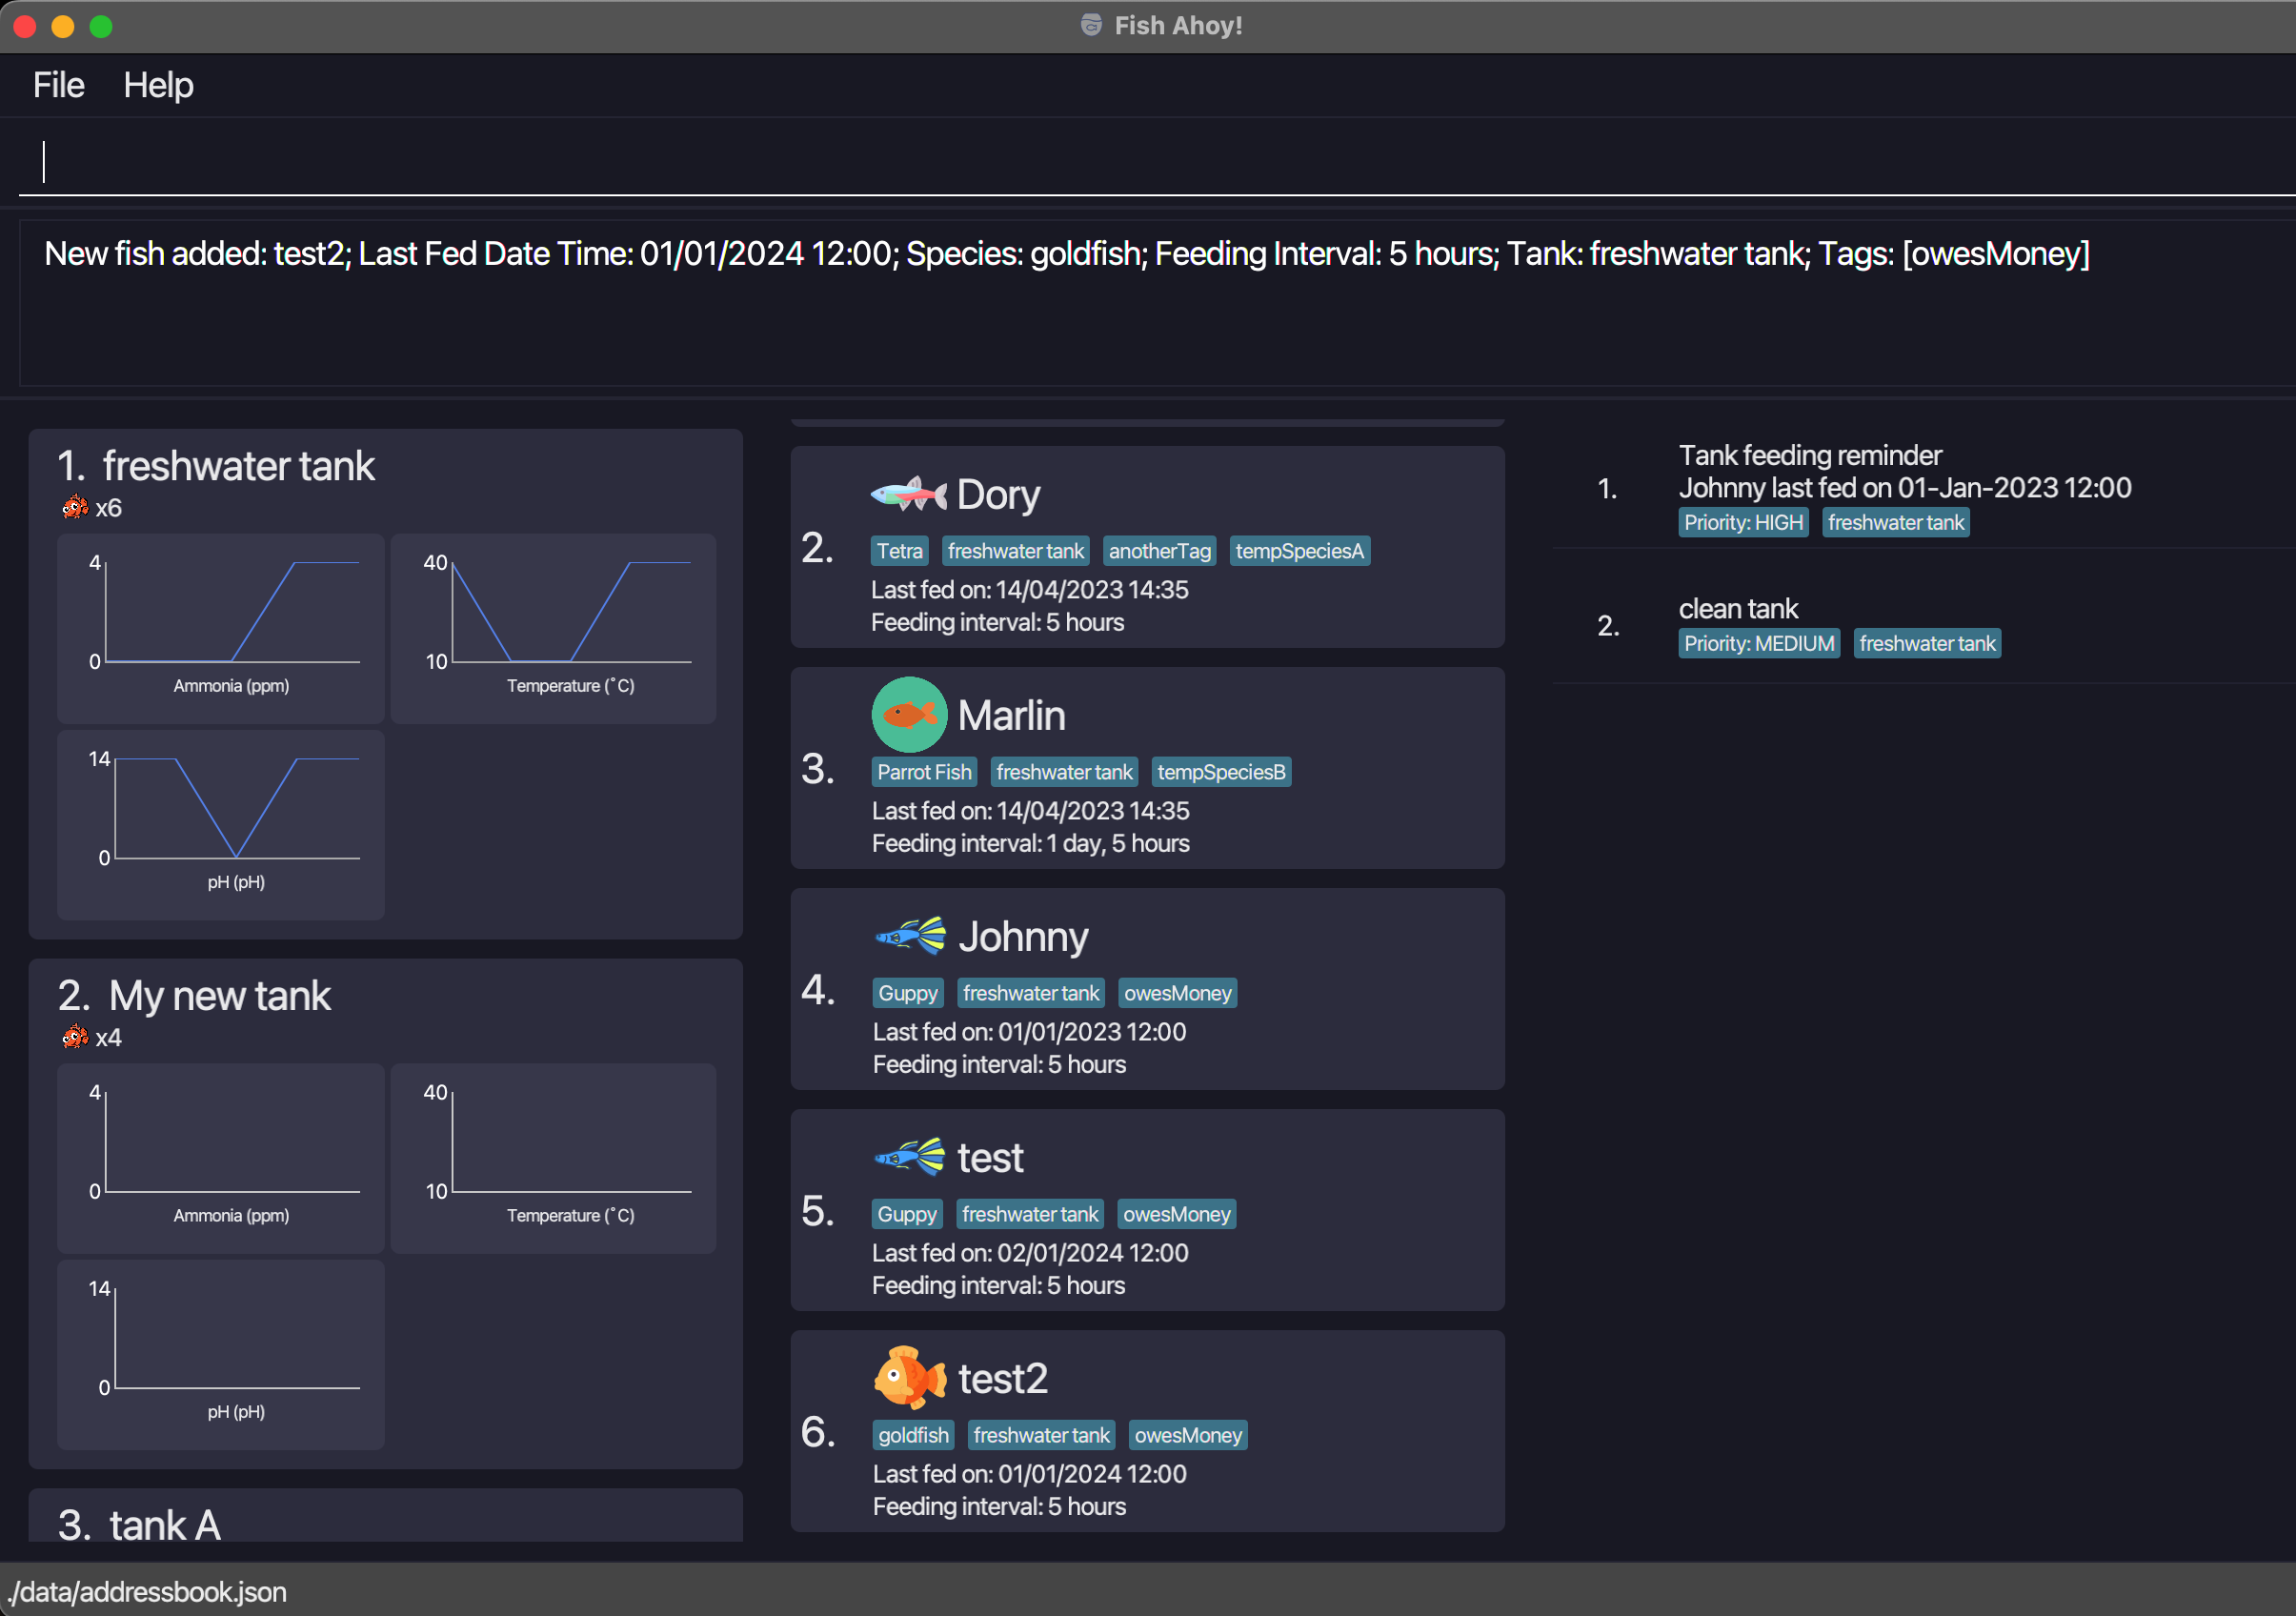 Fish Ahoy!
File Help
New fish added: test2; Last Fed Date Time: 01/01/2024 12:00; Species: goldfish; Feeding Interval: 5 hours; Tank: freshwater tank; Tags: [owesMoney]
1. freshwater tank
x6
4
0
Ammonia (ppm)
40
10
Temperature (˚C)
14
0
pH (pH)
2. My new tank
x4
4
0
Ammonia (ppm)
40
10
Temperature (˚C)
14
0
pH (pH)
3. tank A
2.
Dory
Tetra freshwater tank anotherTag tempSpeciesA
Last fed on: 14/04/2023 14:35
Feeding interval: 5 hours
3.
Marlin
Parrot Fish freshwater tank tempSpeciesB
Last fed on: 14/04/2023 14:35
Feeding interval: 1 day, 5 hours
4.
Johnny
Guppy freshwater tank owesMoney
Last fed on: 01/01/2023 12:00
Feeding interval: 5 hours
5.
test
Guppy freshwater tank owesMoney
Last fed on: 02/01/2024 12:00
Feeding interval: 5 hours
6.
test2
goldfish freshwater tank owesMoney
Last fed on: 01/01/2024 12:00
Feeding interval: 5 hours
1.
Tank feeding reminder
Johnny last fed on 01-Jan-2023 12:00
Priority: HIGH freshwater tank
2.
clean tank
Priority: MEDIUM freshwater tank
./data/addressbook.json